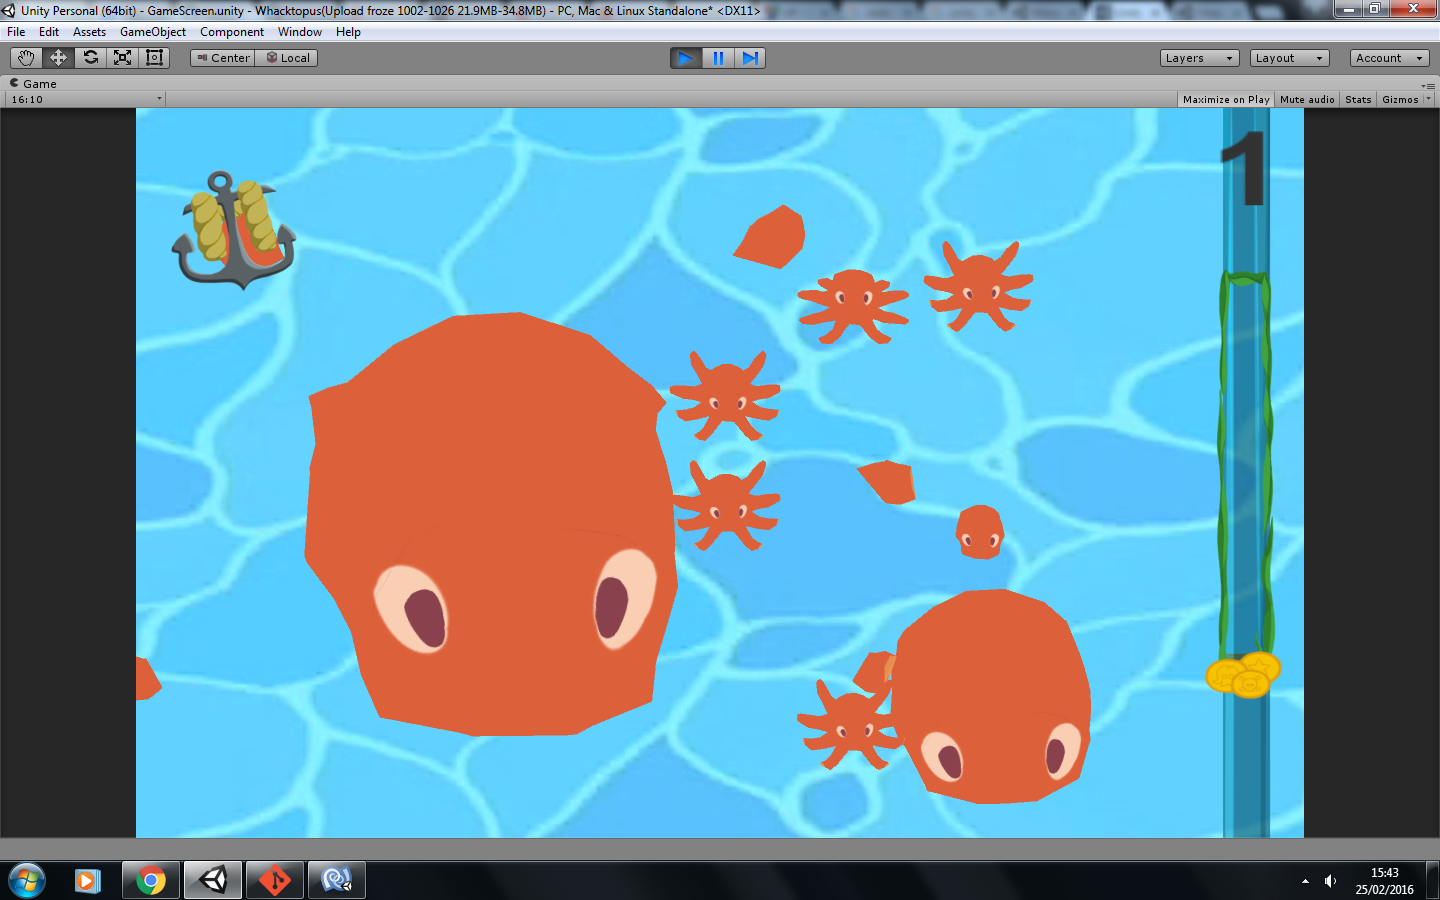 Unity Personal (64bit) - GameScreen.unity - Whacktopus(Upload froze 1002-1026 21.9MB-34.8MB) - PC, Mac & Linux Standalone* <DX11>
File Edit Assets GameObject Component Window Help
Center Local Layers Layout Account
Game
16:10 Maximize on Play Mute audio Stats Gizmos
1
15:43
25/02/2016